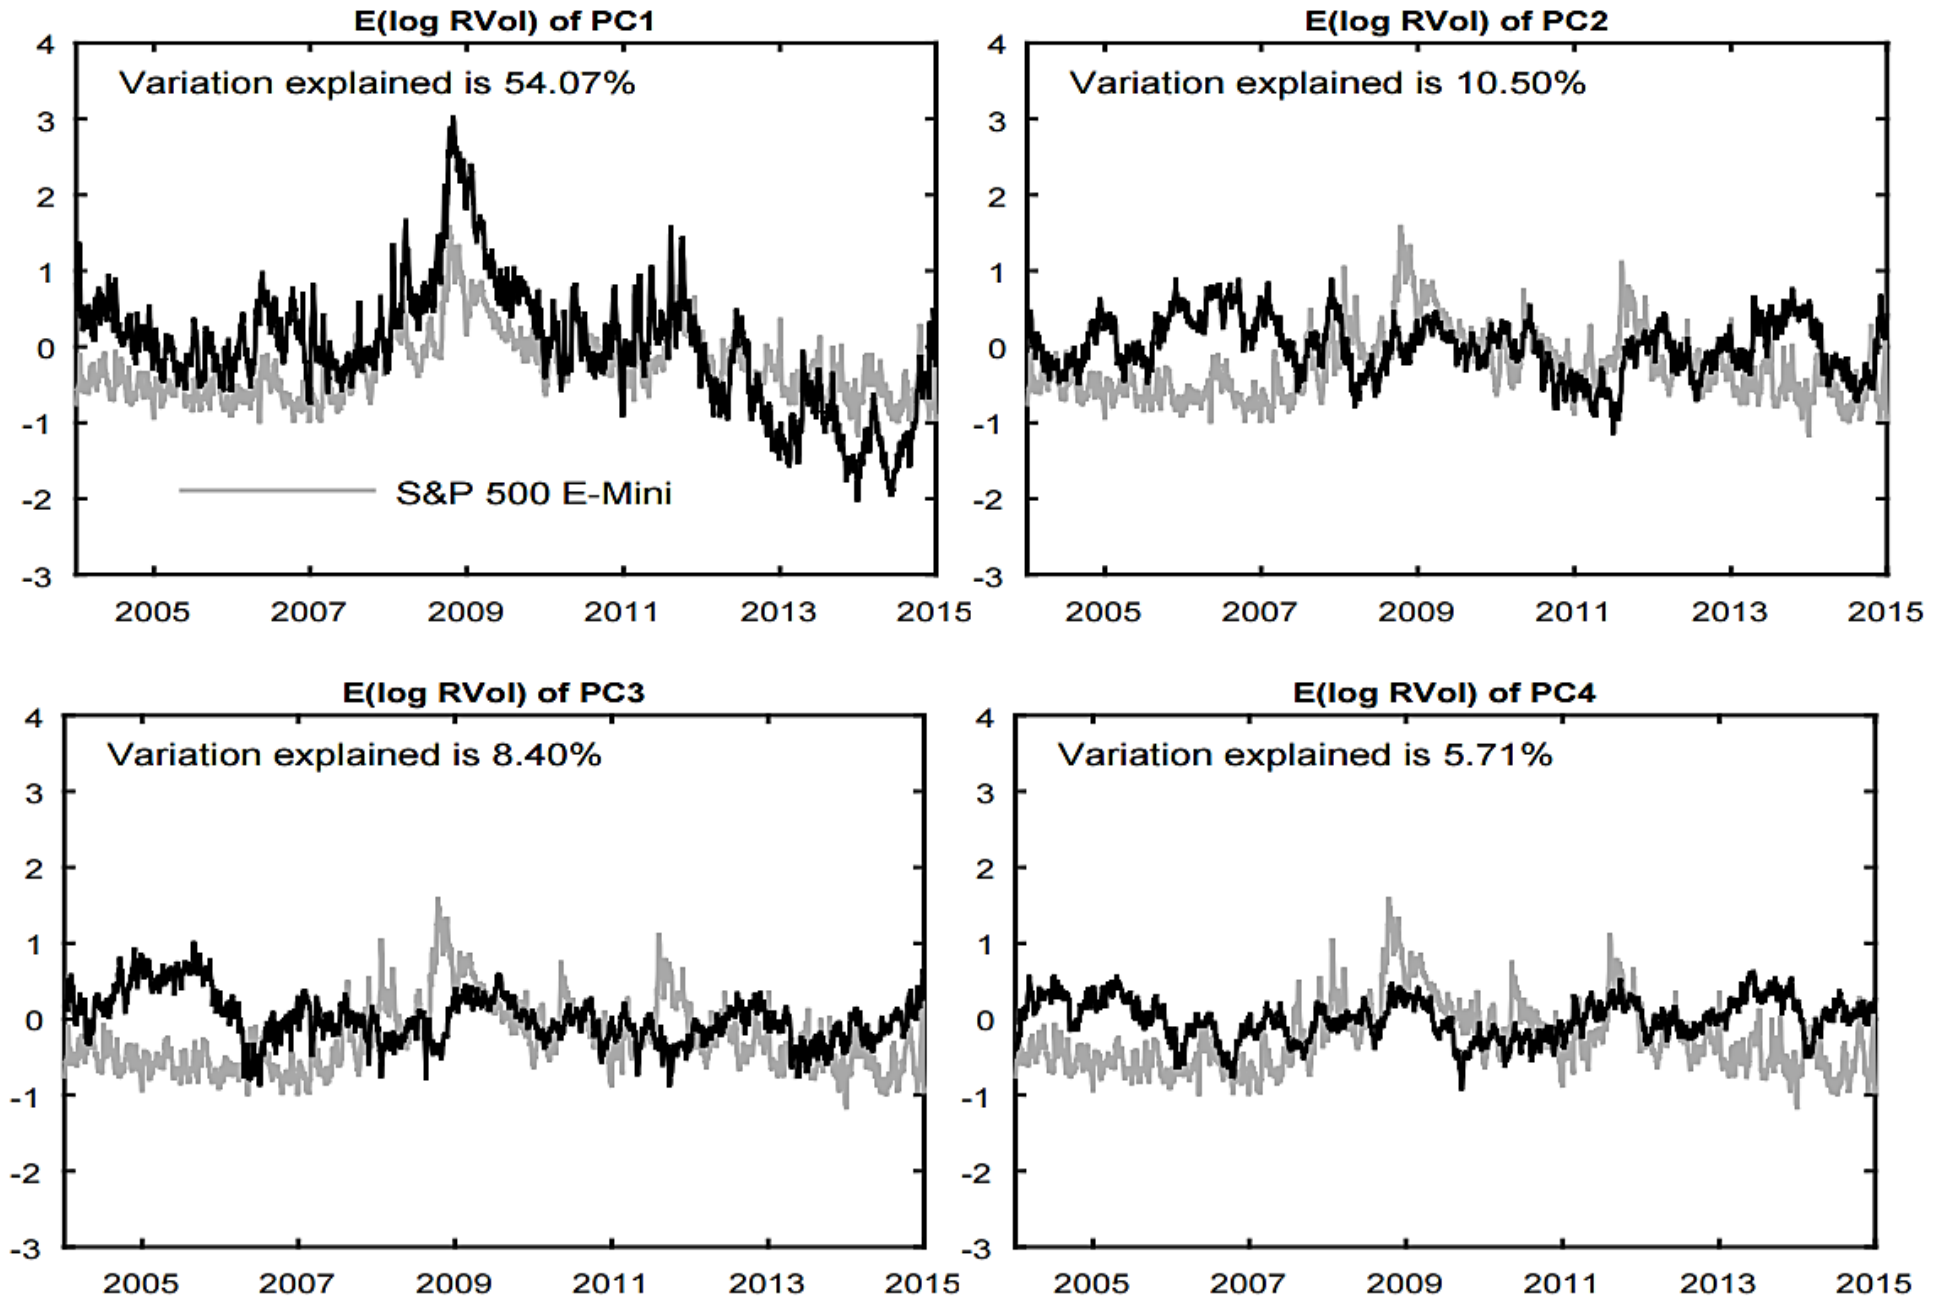 E(log RVol) of PC1
Variation explained is 54.07%
4
3
2
1
0
-1
-2
-3
S&P 500 E-Mini
2005 2007 2009 2011 2013 2015
E(log RVol) of PC2
Variation explained is 10.50%
4
3
2
1
0
-1
-2
-3
2005 2007 2009 2011 2013 2015
E(log RVol) of PC3
Variation explained is 8.40%
4
3
2
1
0
-1
-2
-3
2005 2007 2009 2011 2013 2015
E(log RVol) of PC4
Variation explained is 5.71%
4
3
2
1
0
-1
-2
-3
2005 2007 2009 2011 2013 2015